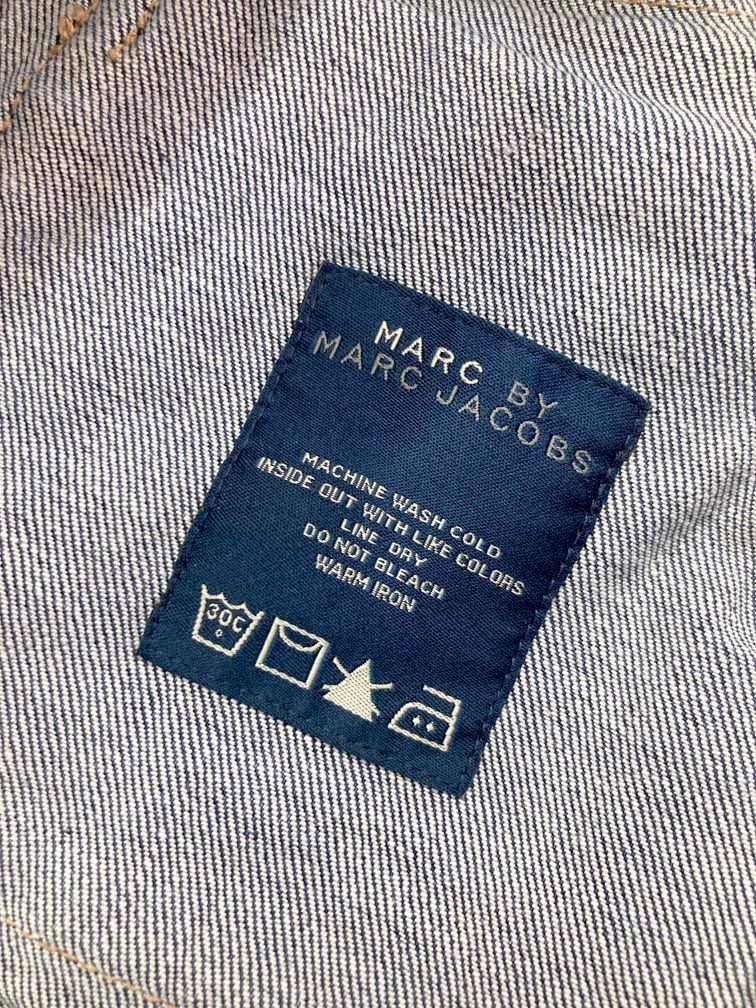 MARC BY
MARC JACOBS
MACHINE WASH COLD
INSIDE OUT WITH LIKE COLORS
LINE DRY
DO NOT BLEACH
WARM IRON
30C